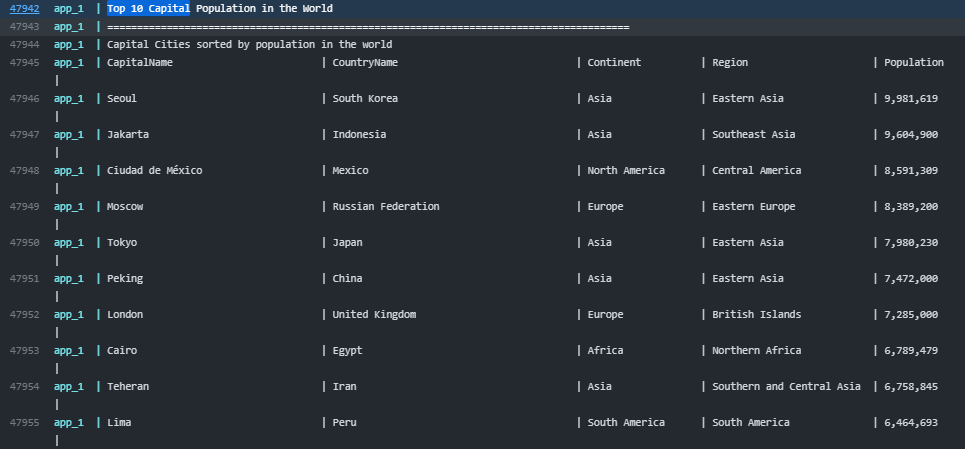 47942 app_1 | Top 10 Capital Population in the World
47943 app_1 | ========================================================================================
47944 app_1 | Capital Cities sorted by population in the world
47945 app_1 | CapitalName | CountryName | Continent | Region | Population
|
47946 app_1 | Seoul | South Korea | Asia | Eastern Asia | 9,981,619
|
47947 app_1 | Jakarta | Indonesia | Asia | Southeast Asia | 9,604,900
|
47948 app_1 | Ciudad de México | Mexico | North America | Central America | 8,591,309
|
47949 app_1 | Moscow | Russian Federation | Europe | Eastern Europe | 8,389,200
|
47950 app_1 | Tokyo | Japan | Asia | Eastern Asia | 7,980,230
|
47951 app_1 | Peking | China | Asia | Eastern Asia | 7,472,000
|
47952 app_1 | London | United Kingdom | Europe | British Islands | 7,285,000
|
47953 app_1 | Cairo | Egypt | Africa | Northern Africa | 6,789,479
|
47954 app_1 | Teheran | Iran | Asia | Southern and Central Asia | 6,758,845
|
47955 app_1 | Lima | Peru | South America | South America | 6,464,693
|